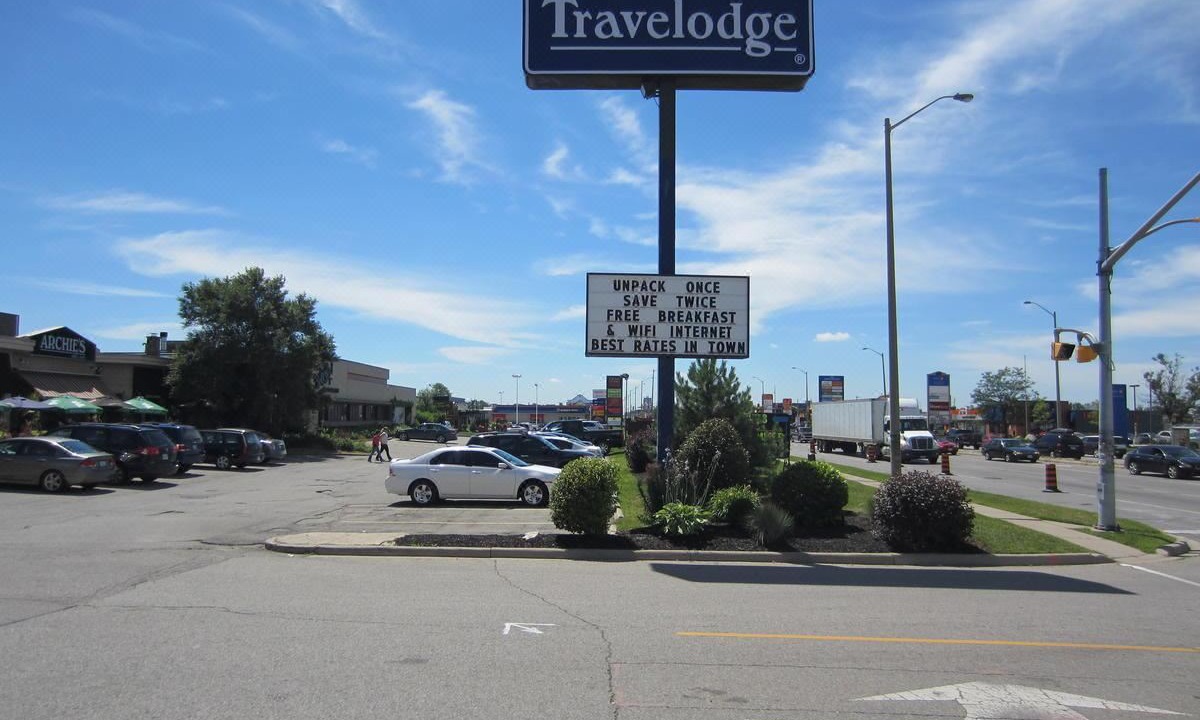 Travelodge
®
UNPACK ONCE
SAVE TWICE
FREE BREAKFAST
& WIFI INTERNET
BEST RATES IN TOWN
ARCHIE'S